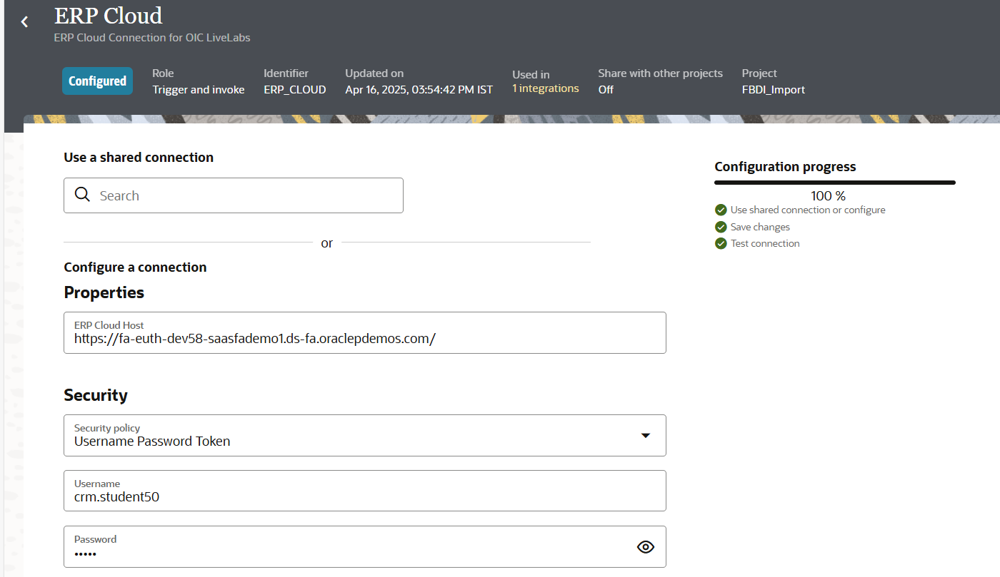 ERP Cloud
ERP Cloud Connection for OIC LiveLabs
Configured
Role
Trigger and invoke
Identifier
ERP_CLOUD
Updated on
Apr 16, 2025, 03:54:42 PM IST
Used in
1 integrations
Share with other projects
Off
Project
FBDI_Import
Use a shared connection
Search
or
Configure a connection
Properties
ERP Cloud Host
https://fa-euth-dev58-saasfademo1.ds-fa.oraclepdemos.com/
Security
Security policy
Username Password Token
Username
crm.student50
Password
•••••
Configuration progress
100 %
Use shared connection or configure
Save changes
Test connection